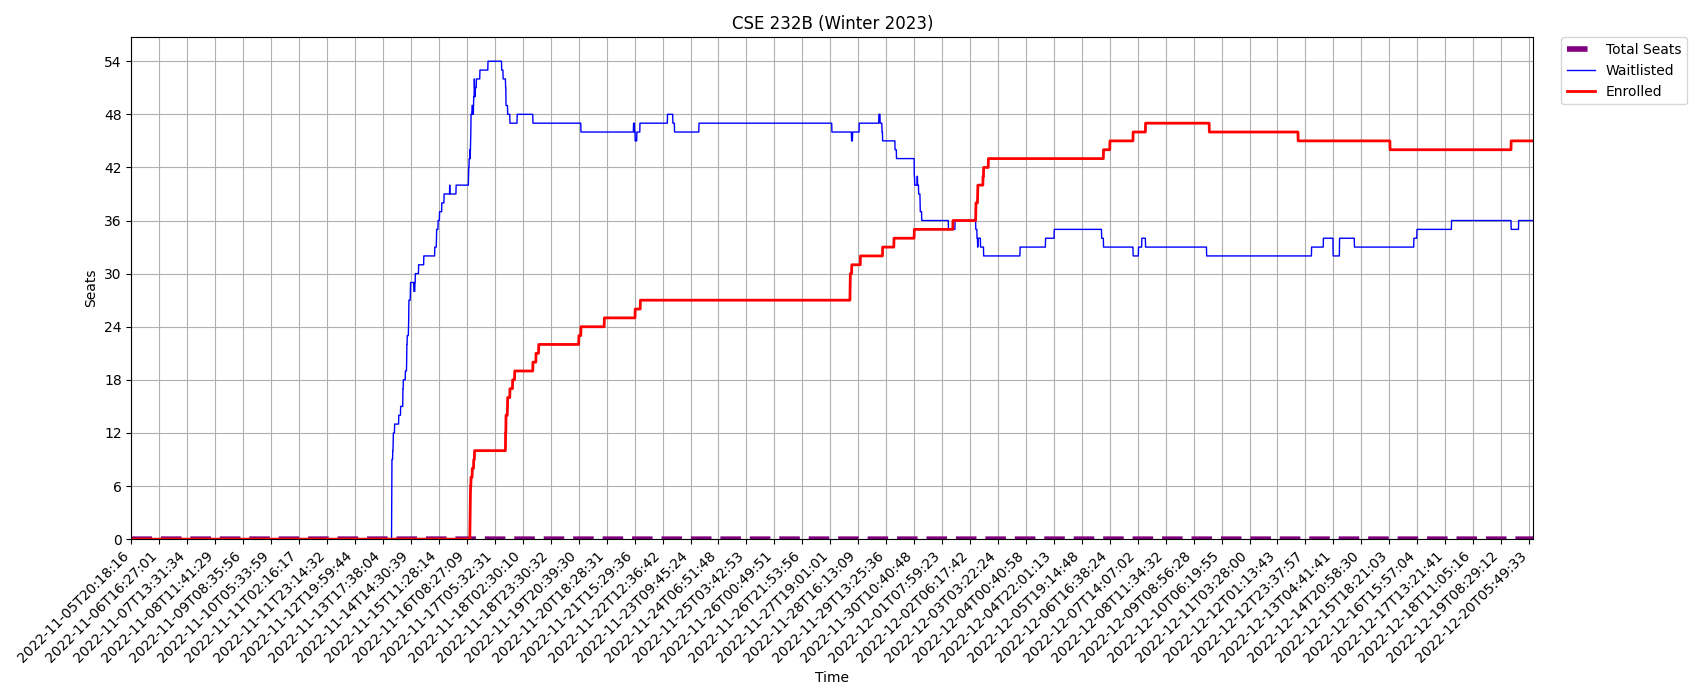 CSE 232B (Winter 2023)
Total Seats
Waitlisted
Enrolled
Seats
54
48
42
36
30
24
18
12
6
0
2022-11-05T20:18:16
2022-11-06T16:27:01
2022-11-07T13:31:34
2022-11-08T11:41:29
2022-11-09T08:35:56
2022-11-10T05:33:59
2022-11-11T02:16:17
2022-11-11T23:14:32
2022-11-12T19:59:44
2022-11-13T17:38:04
2022-11-14T14:30:39
2022-11-15T11:28:14
2022-11-16T08:27:09
2022-11-17T05:32:31
2022-11-18T02:30:10
2022-11-18T23:30:32
2022-11-19T20:39:30
2022-11-20T18:28:31
2022-11-21T15:29:36
2022-11-22T12:36:42
2022-11-23T09:45:24
2022-11-24T06:51:48
2022-11-25T03:42:53
2022-11-26T00:49:51
2022-11-26T21:53:56
2022-11-27T19:01:01
2022-11-28T16:13:09
2022-11-29T13:25:36
2022-11-30T10:40:48
2022-12-01T07:59:23
2022-12-02T06:17:42
2022-12-03T03:22:24
2022-12-04T00:40:58
2022-12-04T22:01:13
2022-12-05T19:14:48
2022-12-06T16:38:24
2022-12-07T14:07:02
2022-12-08T11:34:32
2022-12-09T08:56:28
2022-12-10T06:19:55
2022-12-11T03:28:00
2022-12-12T01:13:43
2022-12-12T23:37:57
2022-12-13T04:41:41
2022-12-14T20:58:30
2022-12-15T18:21:03
2022-12-16T15:57:04
2022-12-17T13:21:41
2022-12-18T11:05:16
2022-12-19T08:29:12
2022-12-20T05:49:33
Time